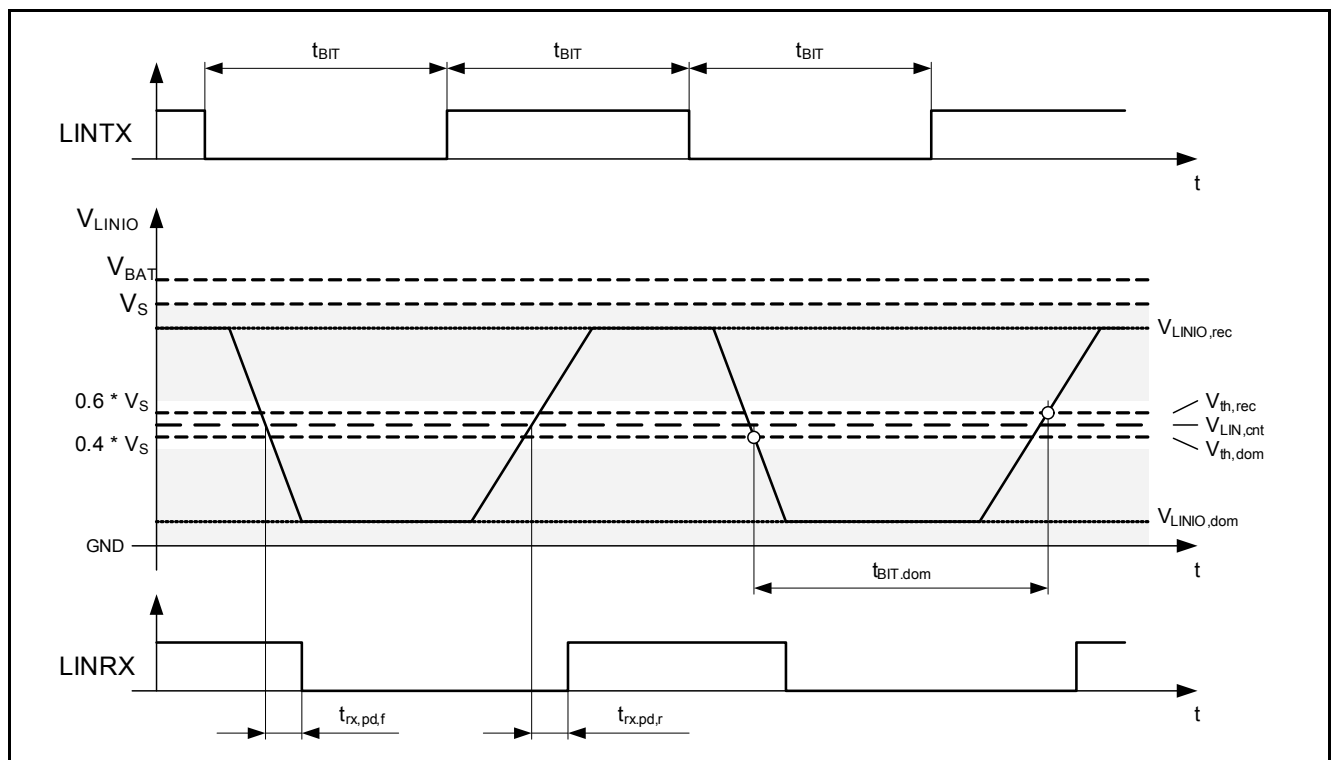 tBIT tBIT tBIT
LINTX
t
VLINIO
VBAT
VS
VLINIO,rec
0.6 * VS
Vth,rec
VLIN,cnt
0.4 * VS
Vth,dom
VLINIO,dom
GND
t
tBIT.dom
LINRX
t
trx,pd,f trx.pd,r